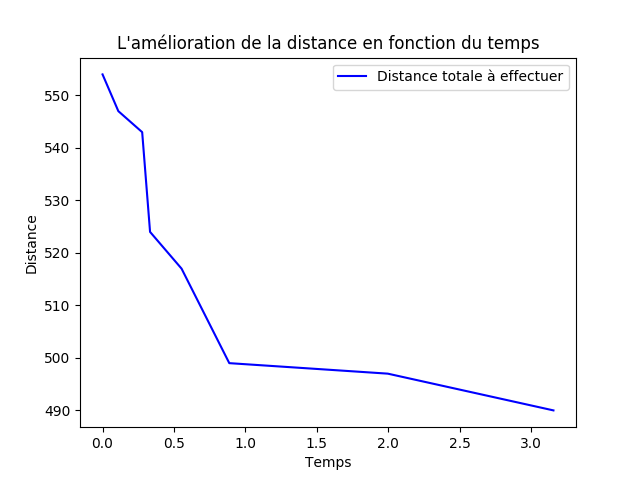 L'amélioration de la distance en fonction du temps
Distance totale à effectuer
550
540
530
520
510
500
490
Distance
0.0 0.5 1.0 1.5 2.0 2.5 3.0
Temps